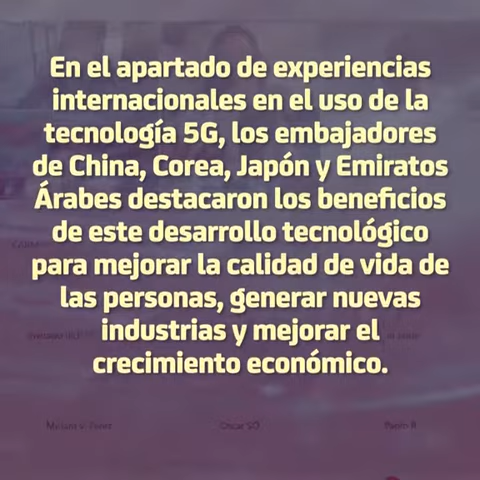 En el apartado de experiencias
internacionales en el uso de la
tecnología 5G, los embajadores
de China, Corea, Japón y Emiratos
Árabes destacaron los beneficios
de este desarrollo tecnológico
para mejorar la calidad de vida de
las personas, generar nuevas
industrias y mejorar el
crecimiento económico.